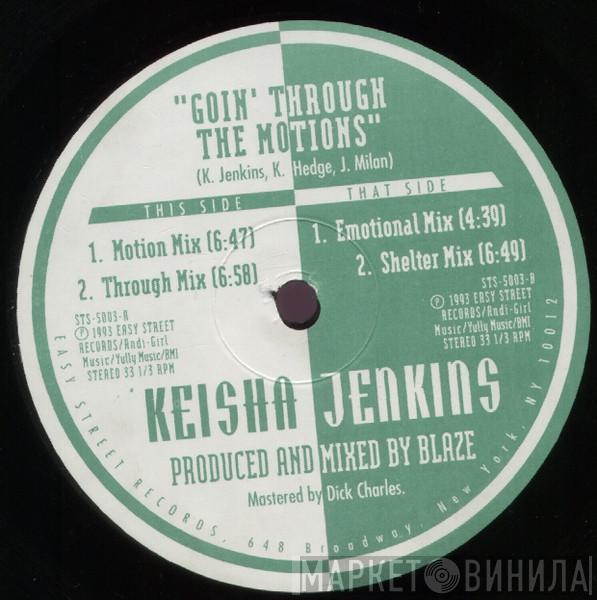 "GOIN' THROUGH
THE MOTIONS"
(K. Jenkins, K. Hedge, J. Milan)
THIS SIDE
1. Motion Mix (6:47)
2. Through Mix (6:58)
STS-5003-A
Ⓟ 1993 EASY STREET
RECORDS/Andi-Girl
Music/Yully Music/BMI
STEREO 33 1/3 RPM
THAT SIDE
1. Emotional Mix (4:39)
2. Shelter Mix (6:49)
STS-5003-B
Ⓟ 1993 EASY STREET
RECORDS/Andi-Girl
Music/Yully Music/BMI
STEREO 33 1/3 RPM
KEISHA JENKINS
PRODUCED AND MIXED BY BLAZE
Mastered by Dick Charles.
EASY STREET RECORDS, 648 Broadway, New York, NY 10012
МАРКЕТ ВИНИЛА